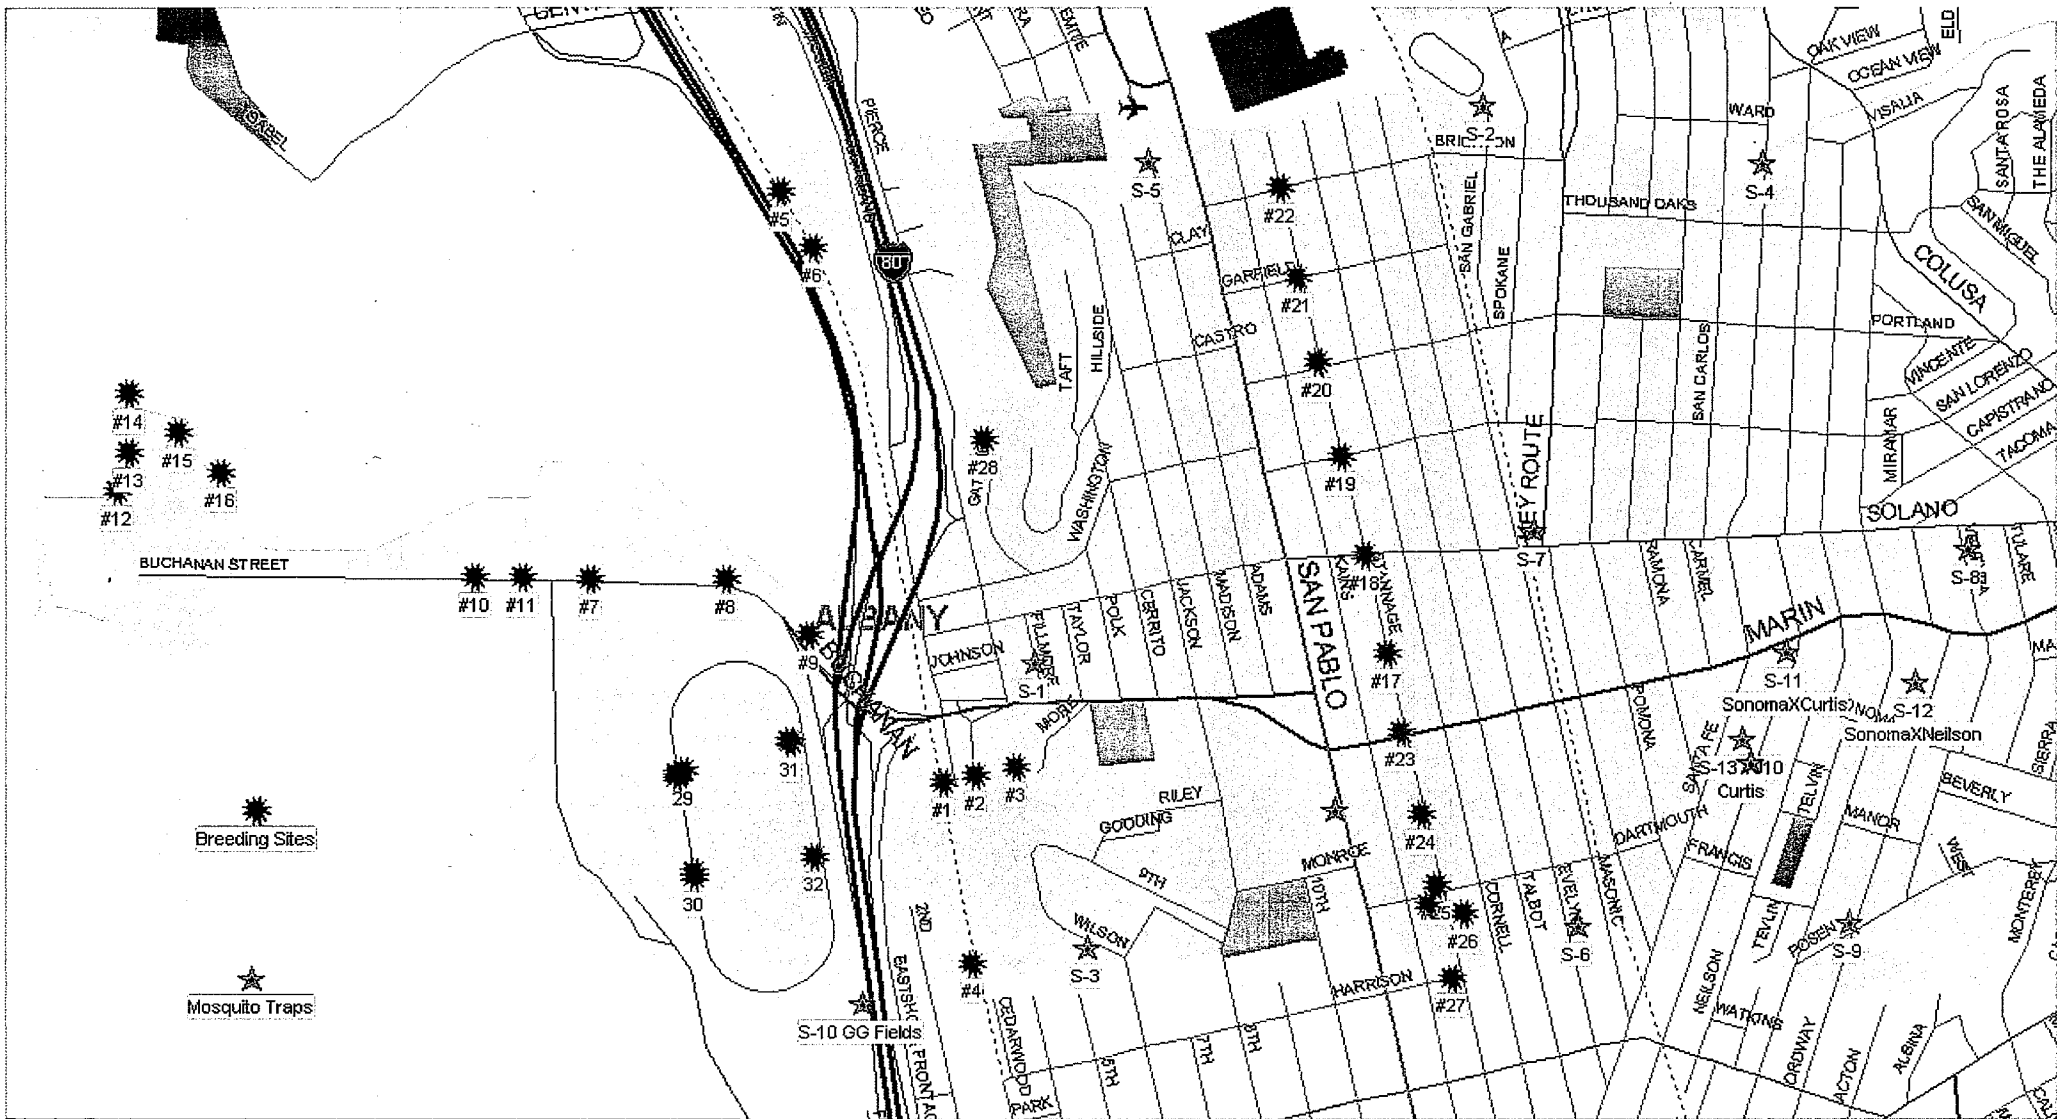 OAK VIEW
OCEAN VIEW
ELD
ISABEL
PIERCE
WARD
VISALIA
SANTA ROSA
THE ALAMEDA
S-2
S-5
S-4
#5
#22
CLAY
SAN GABRIEL
THOUSAND OAKS
SAN MIGUEL
#6
80
GARFIELD
SPOKANE
COLUSA
#21
CASTRO
HILLSIDE
TAFT
PORTLAND
SAN CARLOS
VINCENTE
SAN LORENZO
CAPISTRANO
TACOMA
#20
#14
#15
#13
#16
#12
#28
WASHINGTON
#19
KEY ROUTE
MIRAMAR
SOLANO
BUCHANAN STREET
#10
#11
#7
#8
#18
S-7
S-8
TULARE
ALBANY
#9
BUCHANAN
JOHNSON
FILLMORE
TAYLOR
POLK
CERRITO
JACKSON
MADISON
ADAMS
SAN PABLO
KAINS
RAMONA
CARMEL
MARIN
S-1
#17
S-11
SonomaXCurtis
S-12
SonomaXNeilson
POMONA
SANTA FE
SIERRA
31
29
#1
#2
#3
#23
Curtis
BEVERLY
Breeding Sites
RILEY
GOODING
MONROE
#24
DARTMOUTH
MANOR
FRANCIS
WEST
30
32
9TH
10TH
CORNELL
TALBOT
EVELYN
MASONIC
TEVLIN
MONTEREY
2ND
WILSON
S-3
#25
#26
S-6
S-9
Mosquito Traps
#4
HARRISON
#27
NEILSON
WATKINS
S-10 GG Fields
CEDARWOOD
5TH
7TH
8TH
ORDWAY
ACTON
ALBINA
PARK